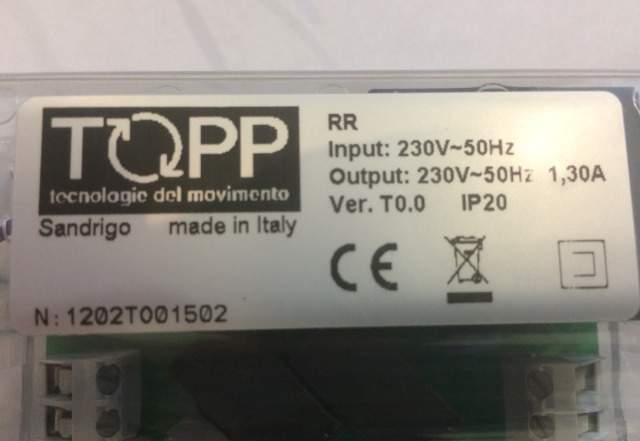 TOPP
tecnologie del movimento
Sandrigo made in Italy
N: 1202T001502
RR
Input: 230V~50Hz
Output: 230V~50Hz 1,30A
Ver. T0.0 IP20
CE